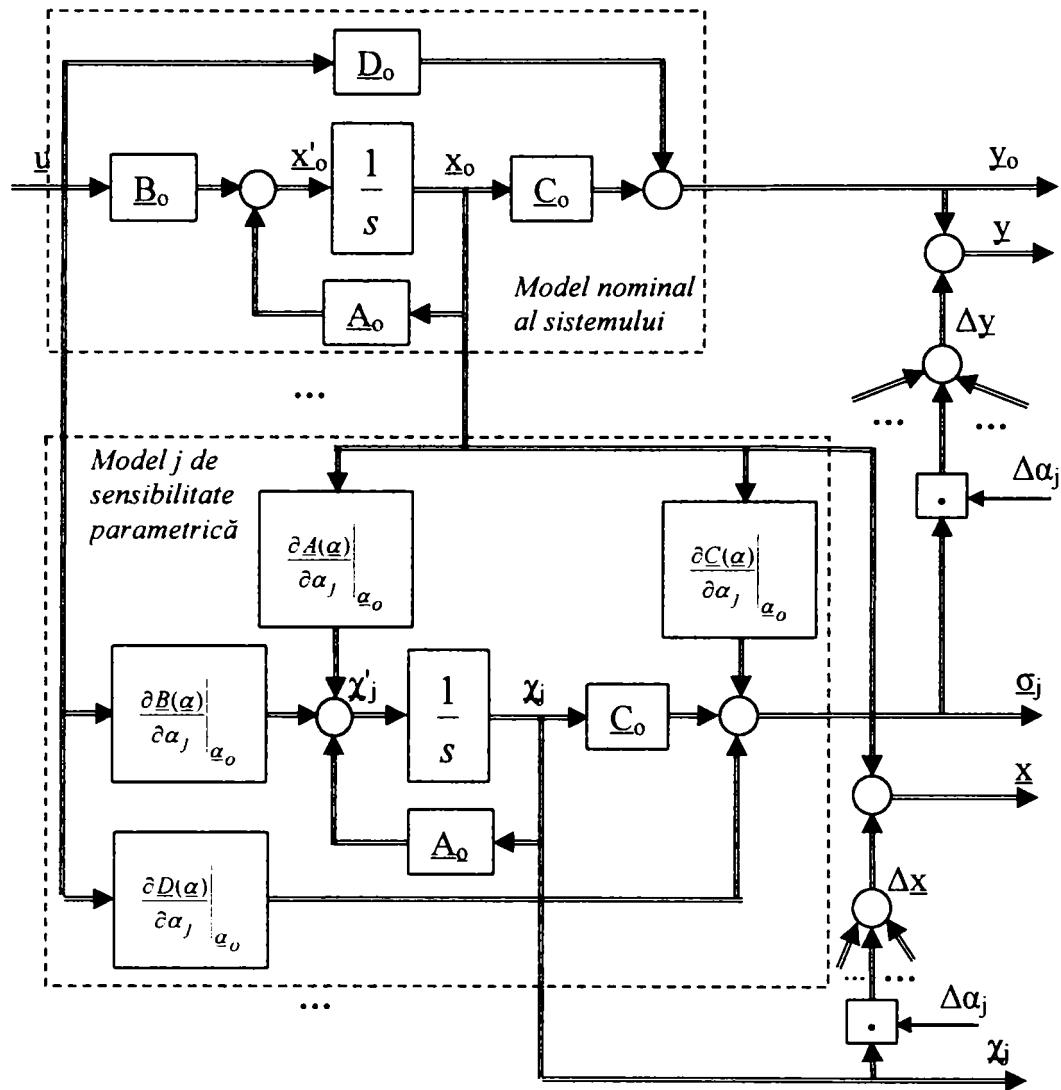 D₀
u
B₀
x'₀
1
s
x₀
C₀
y₀
y
A₀
Model nominal
al sistemului
Δy
...
...
...
Δαⱼ
.
Model j de
sensibilitate
parametrică
∂A(α)
∂αⱼ
α₀
∂C(α)
∂αⱼ
α₀
∂B(α)
∂αⱼ
α₀
χ'ⱼ
1
s
χⱼ
C₀
σⱼ
x
A₀
∂D(α)
∂αⱼ
α₀
Δx
...
...
...
Δαⱼ
.
χⱼ